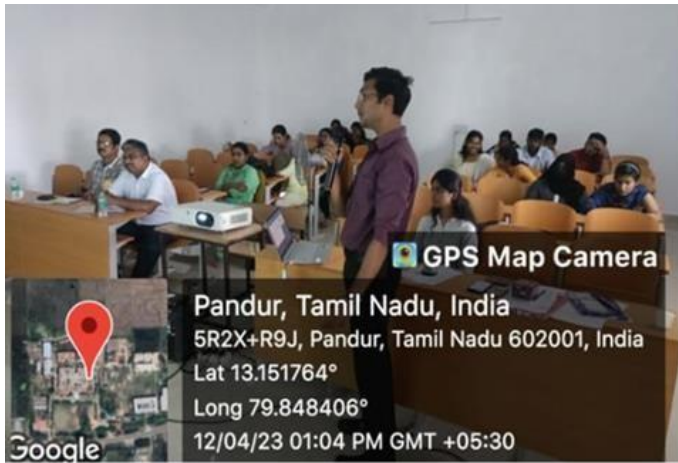 GPS Map Camera
Pandur, Tamil Nadu, India
5R2X+R9J, Pandur, Tamil Nadu 602001, India
Lat 13.151764°
Long 79.848406°
12/04/23 01:04 PM GMT +05:30
Google